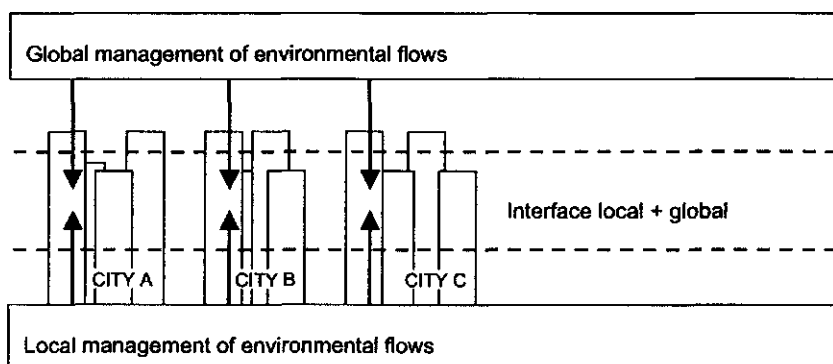 Global management of environmental flows
Interface local + global
CITY A
CITY B
CITY C
Local management of environmental flows